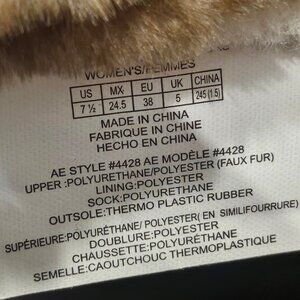 WOMEN'S/FEMMES
US MX EU UK CHINA
7 ½ 24.5 38 5 245 (1.5)
MADE IN CHINA
FABRIQUE IN CHINE
HECHO EN CHINA
AE STYLE #4428 AE MODÈLE #4428
UPPER :POLYURETHANE/POLYESTER (FAUX FUR)
LINING:POLYESTER
SOCK:POLYURETHANE
OUTSOLE:THERMO PLASTIC RUBBER
SUPÉRIEURE:POLYURÉTHANE/ POLYESTER( EN SIMILIFOURRURE)
DOUBLURE:POLYESTER
CHAUSSETTE:POLYURÉTHANE
SEMELLE:CAOUTCHOUC THERMOPLASTIQUE